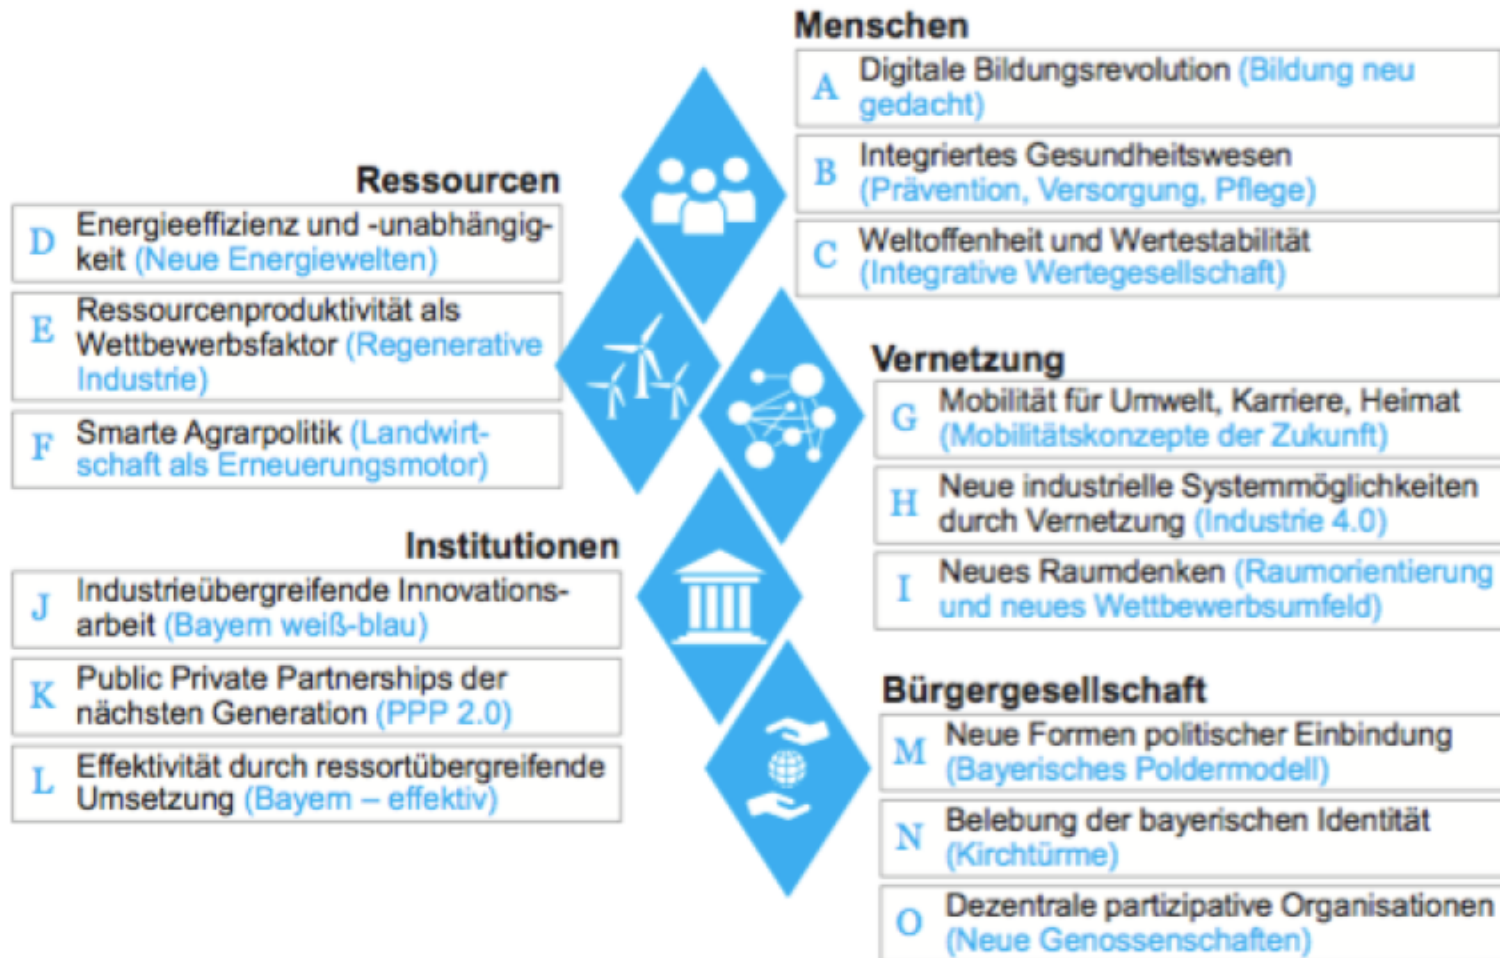 Menschen
A
Digitale Bildungsrevolution (Bildung neu
gedacht)
B
Integriertes Gesundheitswesen
(Prävention, Versorgung, Pflege)
C
Weltoffenheit und Wertestabilität
(Integrative Wertegesellschaft)
Ressourcen
D
Energieeffizienz und -unabhängig-
keit (Neue Energiewelten)
E
Ressourcenproduktivität als
Wettbewerbsfaktor (Regenerative
Industrie)
F
Smarte Agrarpolitik (Landwirt-
schaft als Erneuerungsmotor)
Vernetzung
G
Mobilität für Umwelt, Karriere, Heimat
(Mobilitätskonzepte der Zukunft)
H
Neue industrielle Systemmöglichkeiten
durch Vernetzung (Industrie 4.0)
I
Neues Raumdenken (Raumorientierung
und neues Wettbewerbsumfeld)
Institutionen
J
Industrieübergreifende Innovations-
arbeit (Bayern weiß-blau)
K
Public Private Partnerships der
nächsten Generation (PPP 2.0)
L
Effektivität durch ressortübergreifende
Umsetzung (Bayern – effektiv)
Bürgergesellschaft
M
Neue Formen politischer Einbindung
(Bayerisches Poldermodell)
N
Belebung der bayerischen Identität
(Kirchtürme)
O
Dezentrale partizipative Organisationen
(Neue Genossenschaften)